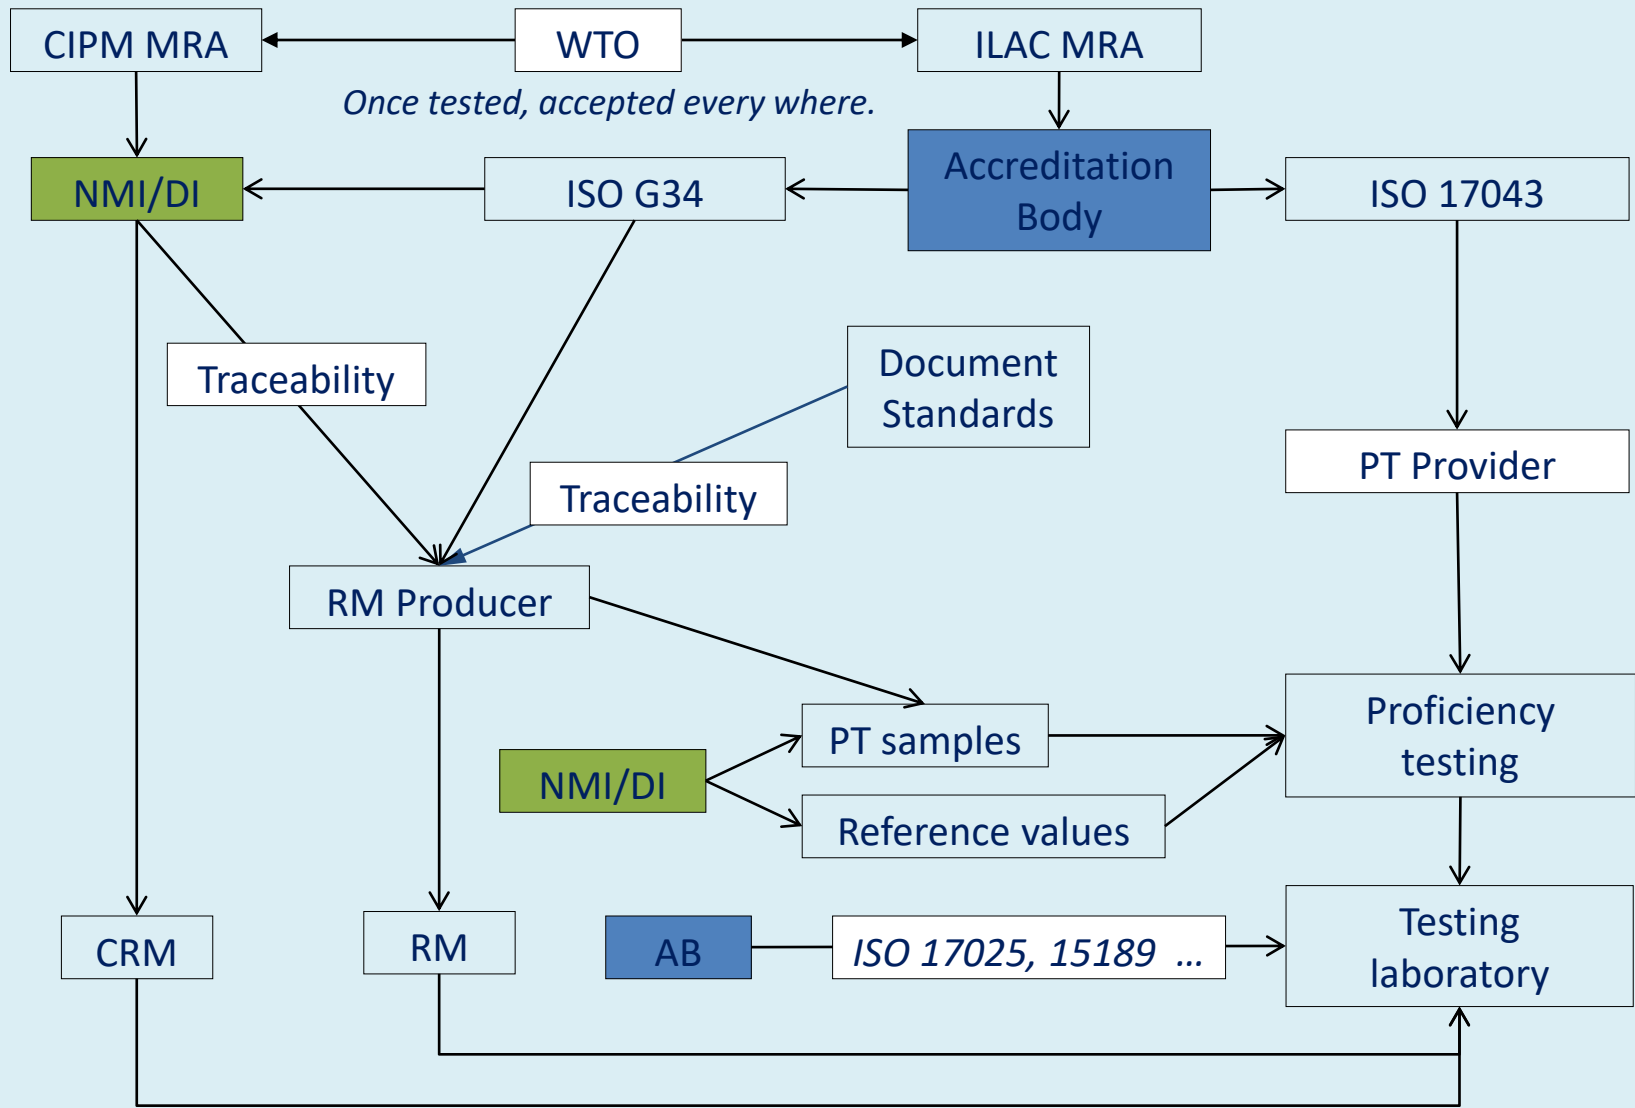 CIPM MRA
WTO
ILAC MRA
Once tested, accepted every where.
NMI/DI
ISO G34
Accreditation
Body
ISO 17043
Traceability
Document
Standards
PT Provider
Traceability
RM Producer
PT samples
Proficiency
testing
NMI/DI
Reference values
CRM
RM
AB
ISO 17025, 15189 ...
Testing
laboratory